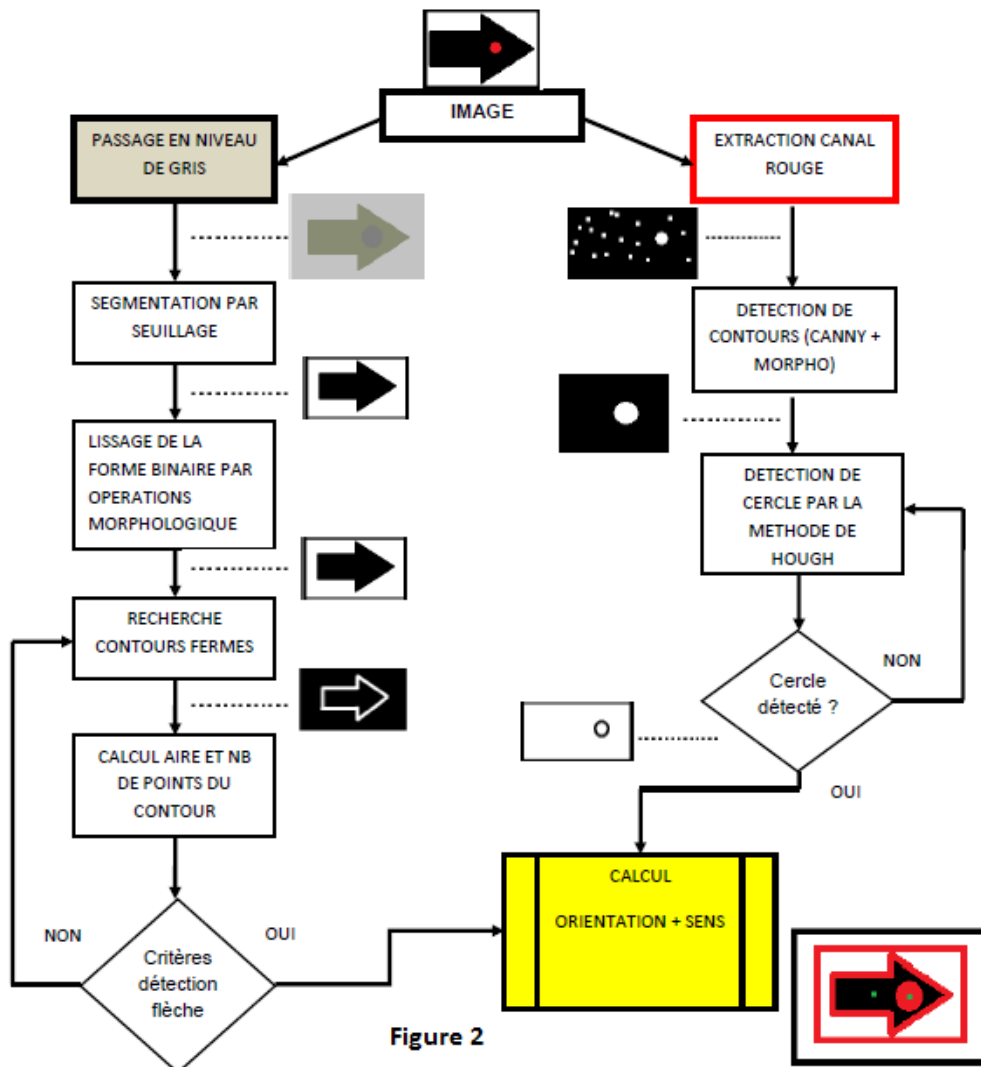 IMAGE
PASSAGE EN NIVEAU
DE GRIS
SEGMENTATION PAR
SEUILLAGE
LISSAGE DE LA
FORME BINAIRE PAR
OPERATIONS
MORPHOLOGIQUE
RECHERCHE
CONTOURS FERMES
CALCUL AIRE ET NB
DE POINTS DU
CONTOUR
NON
OUI
Critères
détection
flèche
EXTRACTION CANAL
ROUGE
DETECTION DE
CONTOURS (CANNY +
MORPHO)
DETECTION DE
CERCLE PAR LA
METHODE DE
HOUGH
NON
Cercle
détecté ?
OUI
CALCUL
ORIENTATION + SENS
Figure 2